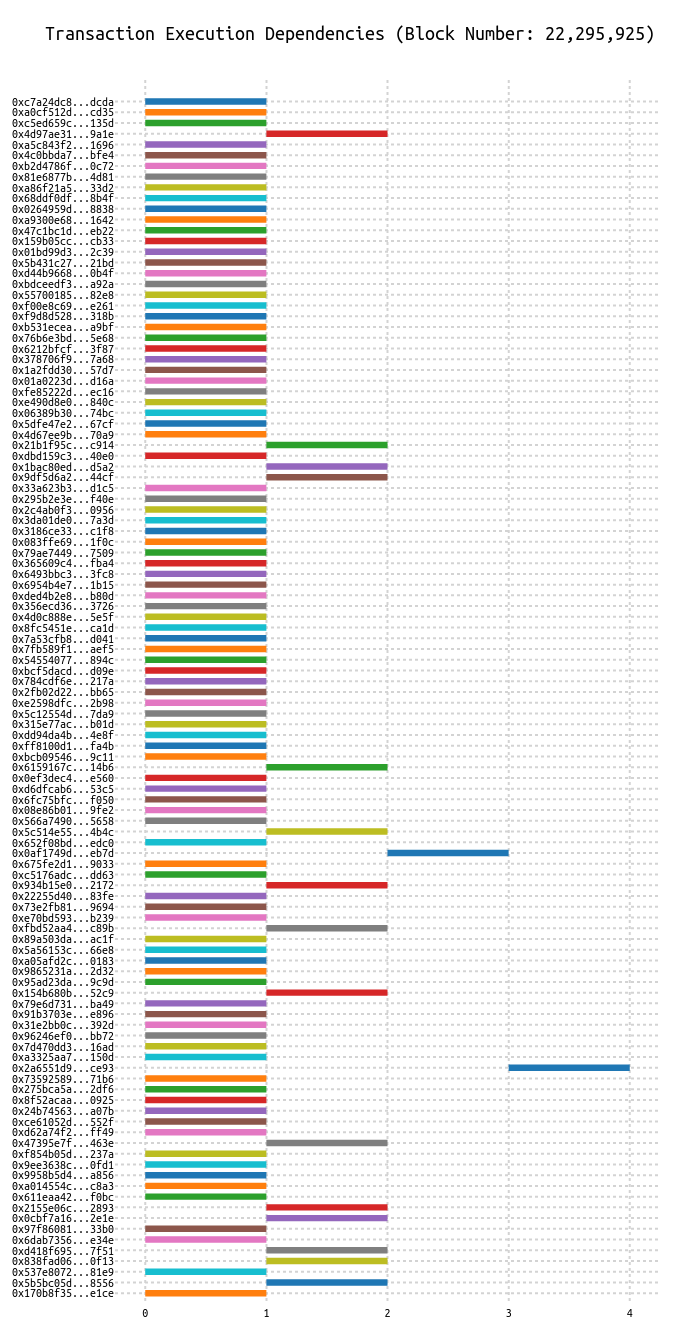 Transaction Execution Dependencies (Block Number: 22,295,925)
0xc7a24dc8...dcda
0xa0cf512d...cd35
0xc5ed659c...135d
0x4d97ae31...9a1e
0xa5c843f2...1696
0x4c0bbda7...bfe4
0xb2d4786f...0c72
0x81e6877b...4d81
0xa86f21a5...33d2
0x68ddf0df...8b4f
0x0264959d...8838
0xa9300e68...1642
0x47c1bc1d...eb22
0x159b05cc...cb33
0x01bd99d3...2c39
0x5b431c27...21bd
0xd44b9668...0b4f
0xbdceedf3...a92a
0x55700185...82e8
0xf00e8c69...e261
0xf9d8d528...318b
0xb531ecea...a9bf
0x76b6e3bd...5e68
0x6212bfcf...3f87
0x378706f9...7a68
0x1a2fdd30...57d7
0x01a0223d...d16a
0xfe85222d...ec16
0xe490d8e0...840c
0x06389b30...74bc
0x5dfe47e2...67cf
0x4d67ee9b...70a9
0x21b1f95c...c914
0xdbd159c3...40e0
0x1bac80ed...d5a2
0x9df5d6a2...44cf
0x33a623b3...d1c5
0x295b2e3e...f40e
0x2c4ab0f3...0956
0x3da01de0...7a3d
0x3186ce33...c1f8
0x083ffe69...1f0c
0x79ae7449...7509
0x365609c4...fba4
0x6493bbc3...3fc8
0x6954b4e7...1b15
0xded4b2e8...b80d
0x356ecd36...3726
0x4d0c888e...5e5f
0x8fc5451e...ca1d
0x7a53cfb8...d041
0x7fb589f1...aef5
0x54554077...894c
0xbcf5dacd...d09e
0x784cdf6e...217a
0x2fb02d22...bb65
0xe2598dfc...2b98
0x5c12554d...7da9
0x315e77ac...b01d
0xdd94da4b...4e8f
0xff8100d1...fa4b
0xbcb09546...9c11
0x6159167c...14b6
0x0ef3dec4...e560
0xd6dfcab6...53c5
0x6fc75bfc...f050
0x08e86b01...9fe2
0x566a7490...5658
0x5c514e55...4b4c
0x652f08bd...edc0
0x0af1749d...eb7d
0x675fe2d1...9033
0xc5176adc...dd63
0x934b15e0...2172
0x22255d40...83fe
0x73e2fb81...9694
0xe70bd593...b239
0xfbd52aa4...c89b
0x89a503da...ac1f
0x5a56153c...66e8
0xa05afd2c...0183
0x9865231a...2d32
0x95ad23da...9c9d
0x154b680b...52c9
0x79e6d731...ba49
0x91b3703e...e896
0x31e2bb0c...392d
0x96246ef0...bb72
0x7d470dd3...16ad
0xa3325aa7...150d
0x2a6551d9...ce93
0x73592589...71b6
0x275bca5a...2df6
0x8f52acaa...0925
0x24b74563...a07b
0xce61052d...552f
0xd62a74f2...ff49
0x47395e7f...463e
0xf854b05d...237a
0x9ee3638c...0fd1
0x9958b5d4...a856
0xa014554c...c8a3
0x611eaa42...f0bc
0x2155e06c...2893
0x0cbf7a16...2e1e
0x97f86081...33b0
0x6dab7356...e34e
0xd418f695...7f51
0x838fad06...0f13
0x537e8072...81e9
0x5b5bc05d...8556
0x170b8f35...e1ce
0 1 2 3 4